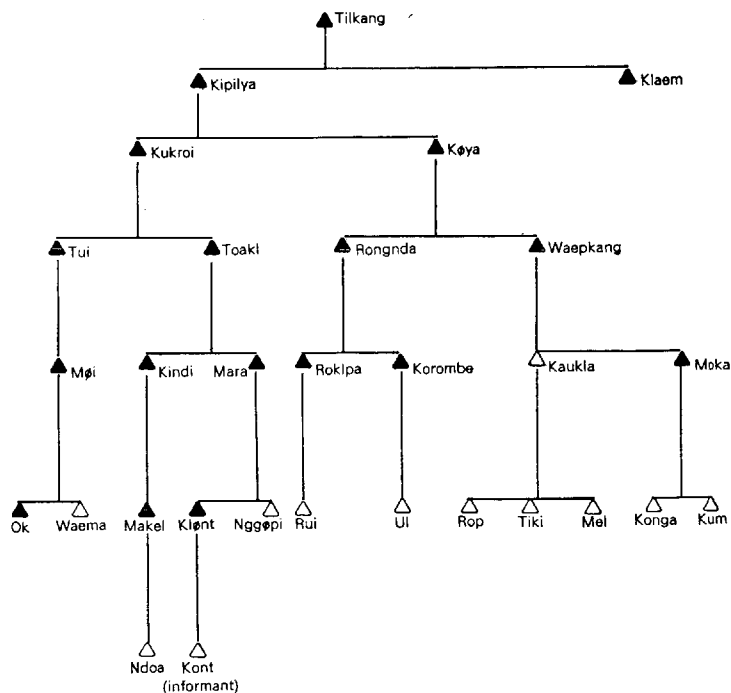 Tilkang
Kipilya
Klaem
Kukroi
Køya
Tui
Toakl
Rongnda
Waepkang
Møi
Kindi
Mara
Roklpa
Korombe
Kaukla
Moka
Ok
Waema
Makel
Klønt
Nggøpi
Rui
Ul
Rop
Tiki
Mel
Konga
Kum
Ndoa
Kont
(informant)